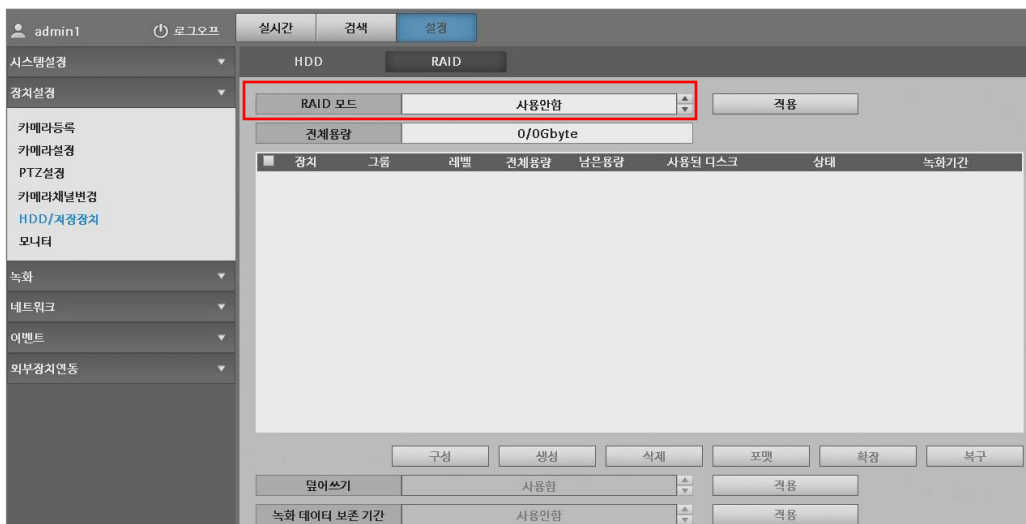 admin1 로그오프 실시간 검색 설정
시스템설정
HDD RAID
장치설정
RAID 모드 사용안함 적용
카메라등록
전체용량 0/0Gbyte
카메라설정
장치 그룹 레벨 전체용량 남은용량 사용된 디스크 상태 녹화기간
PTZ설정
카메라채널변경
HDD/저장장치
모니터
녹화
네트워크
이벤트
외부장치연동
구성 생성 삭제 포맷 확장 복구
덮어쓰기 사용함 적용
녹화 데이터 보존 기간 사용안함 적용